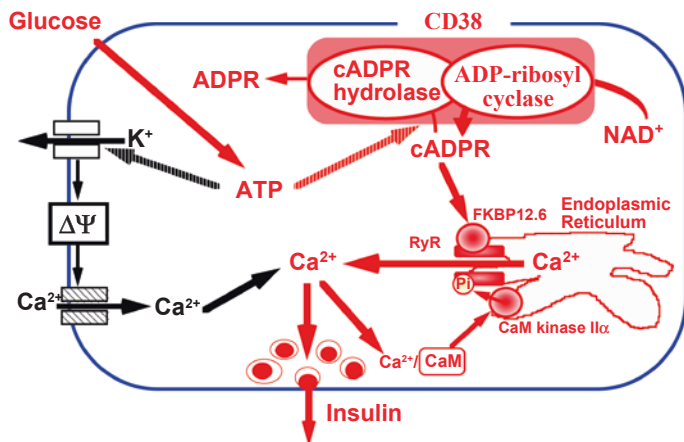 CD38
Glucose
ADPR
cADPR
hydrolase
ADP-ribosyl
cyclase
K⁺
NAD⁺
cADPR
ATP
FKBP12.6
Endoplasmic
Reticulum
ΔΨ
RyR
Ca²⁺
Ca²⁺
Pi
Ca²⁺
Ca²⁺
CaM kinase IIα
Ca²⁺/CaM
Insulin